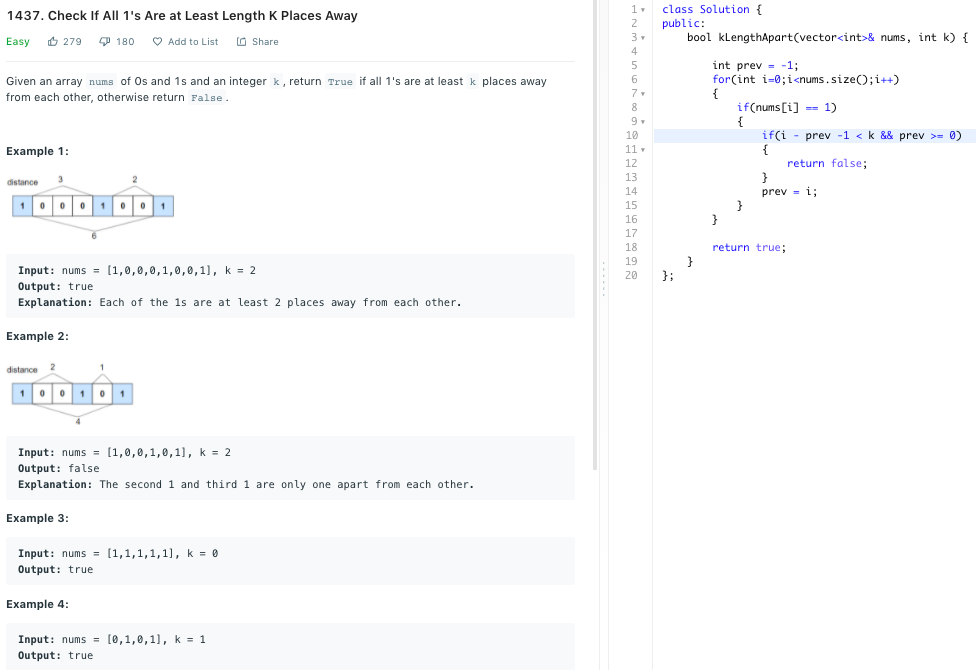 1437. Check If All 1's Are at Least Length K Places Away
Easy 279 180 Add to List Share
Given an array nums of 0s and 1s and an integer k, return True if all 1's are at least k places away
from each other, otherwise return False.
Example 1:
distance 3 2
1 0 0 0 1 0 0 1
6
Input: nums = [1,0,0,0,1,0,0,1], k = 2
Output: true
Explanation: Each of the 1s are at least 2 places away from each other.
Example 2:
distance 2 1
1 0 0 1 0 1
4
Input: nums = [1,0,0,1,0,1], k = 2
Output: false
Explanation: The second 1 and third 1 are only one apart from each other.
Example 3:
Input: nums = [1,1,1,1,1], k = 0
Output: true
Example 4:
Input: nums = [0,1,0,1], k = 1
Output: true
1 class Solution {
2 public:
3 bool kLengthApart(vector<int>& nums, int k) {
4
5 int prev = -1;
6 for(int i=0;i<nums.size();i++)
7 {
8 if(nums[i] == 1)
9 {
10 if(i - prev -1 < k && prev >= 0)
11 {
12 return false;
13 }
14 prev = i;
15 }
16 }
17
18 return true;
19 }
20 };